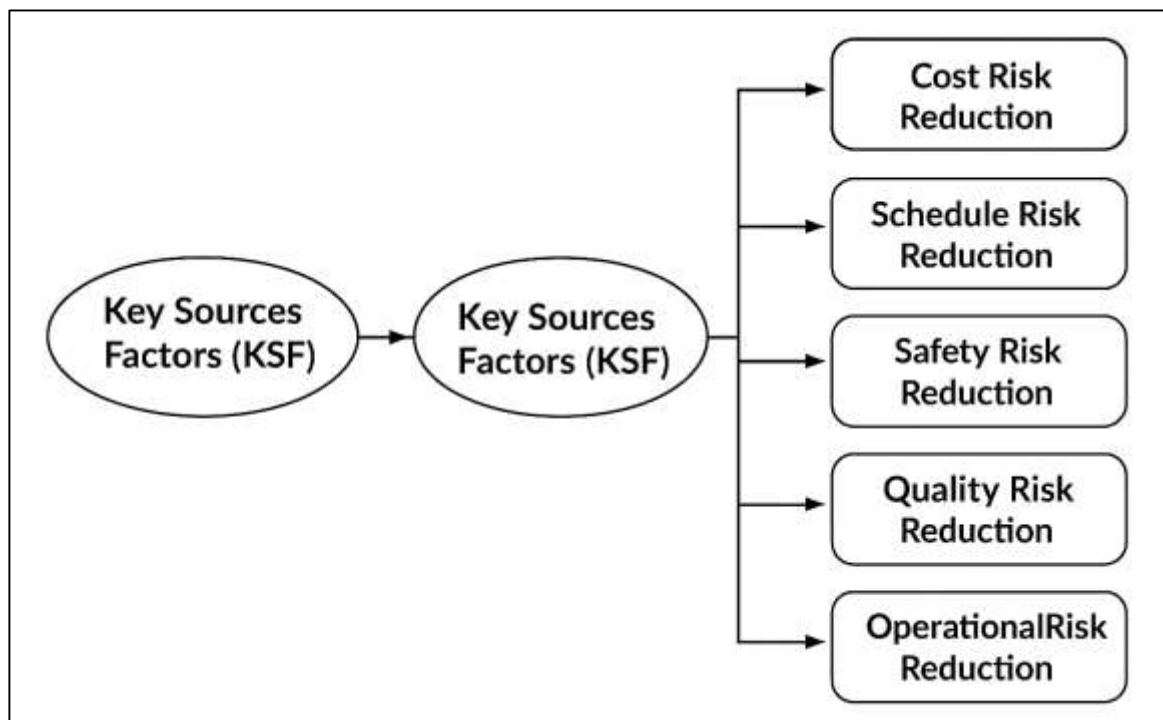 Key Sources
Factors (KSF)
Key Sources
Factors (KSF)
Cost Risk
Reduction
Schedule Risk
Reduction
Safety Risk
Reduction
Quality Risk
Reduction
OperationalRisk
Reduction